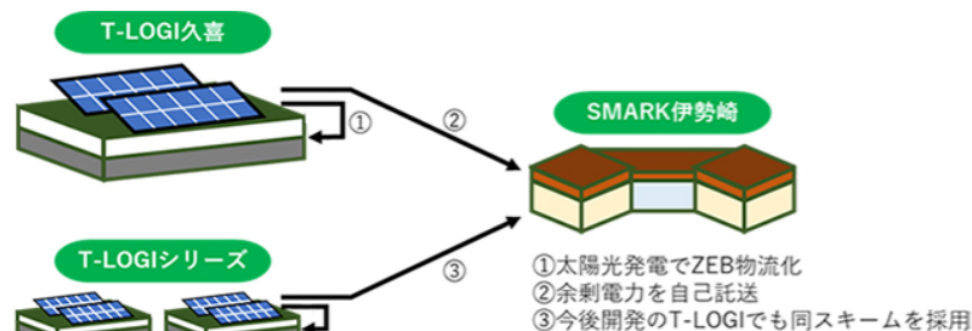 T-LOGI久喜
①
②
SMARK伊勢崎
T-LOGIシリーズ
③
①太陽光発電でZEB物流化
②余剰電力を自己託送
③今後開発のT-LOGIでも同スキームを採用